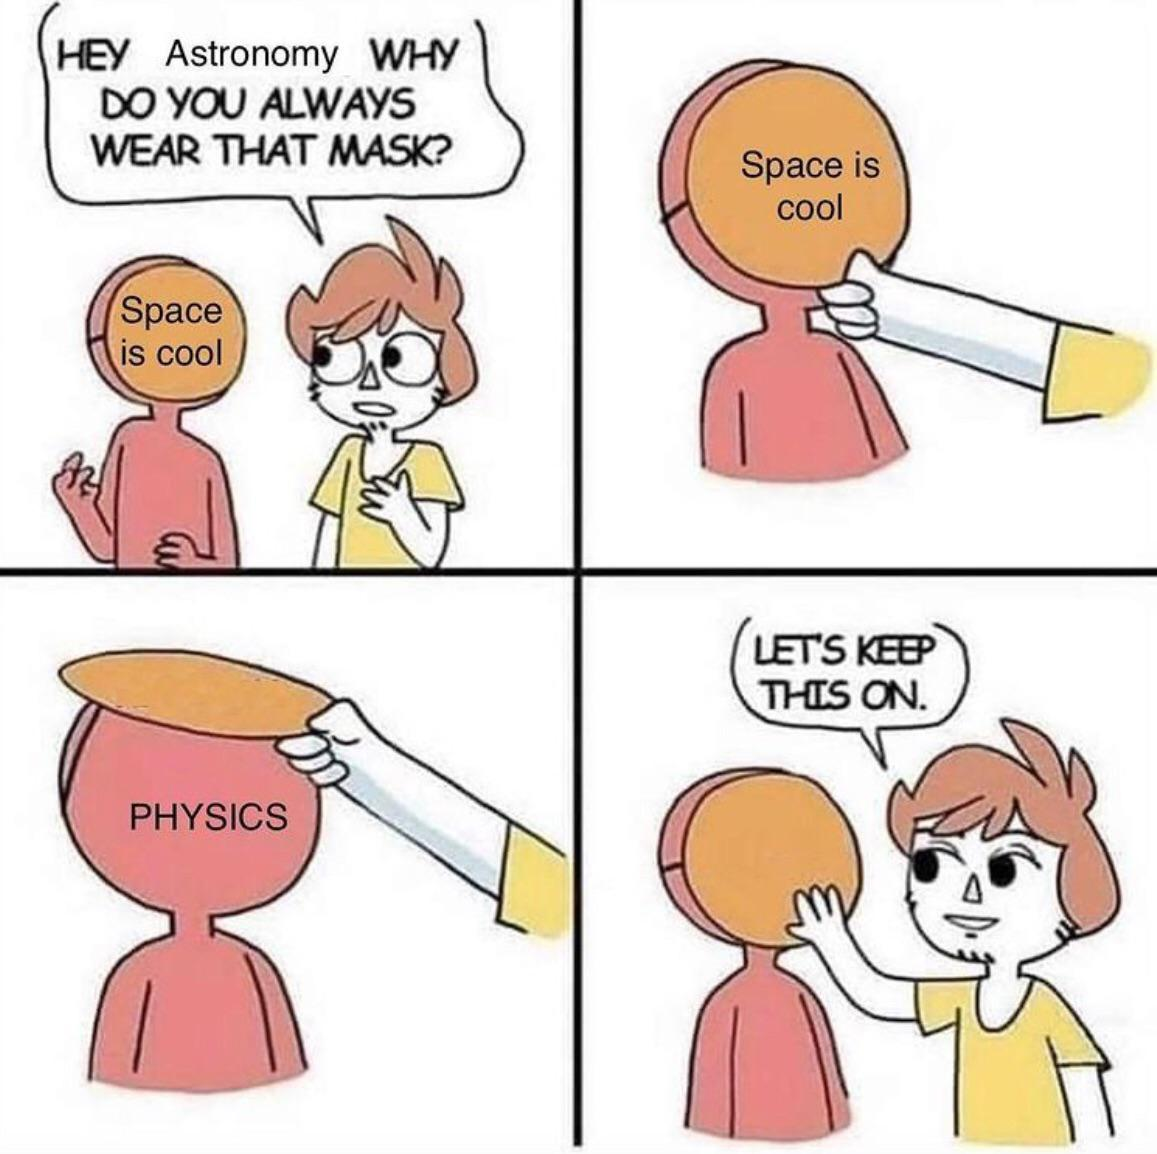 HEY Astronomy WHY
DO YOU ALWAYS
WEAR THAT MASK?
Space
is cool
Space is
cool
PHYSICS
LET'S KEEP
THIS ON.